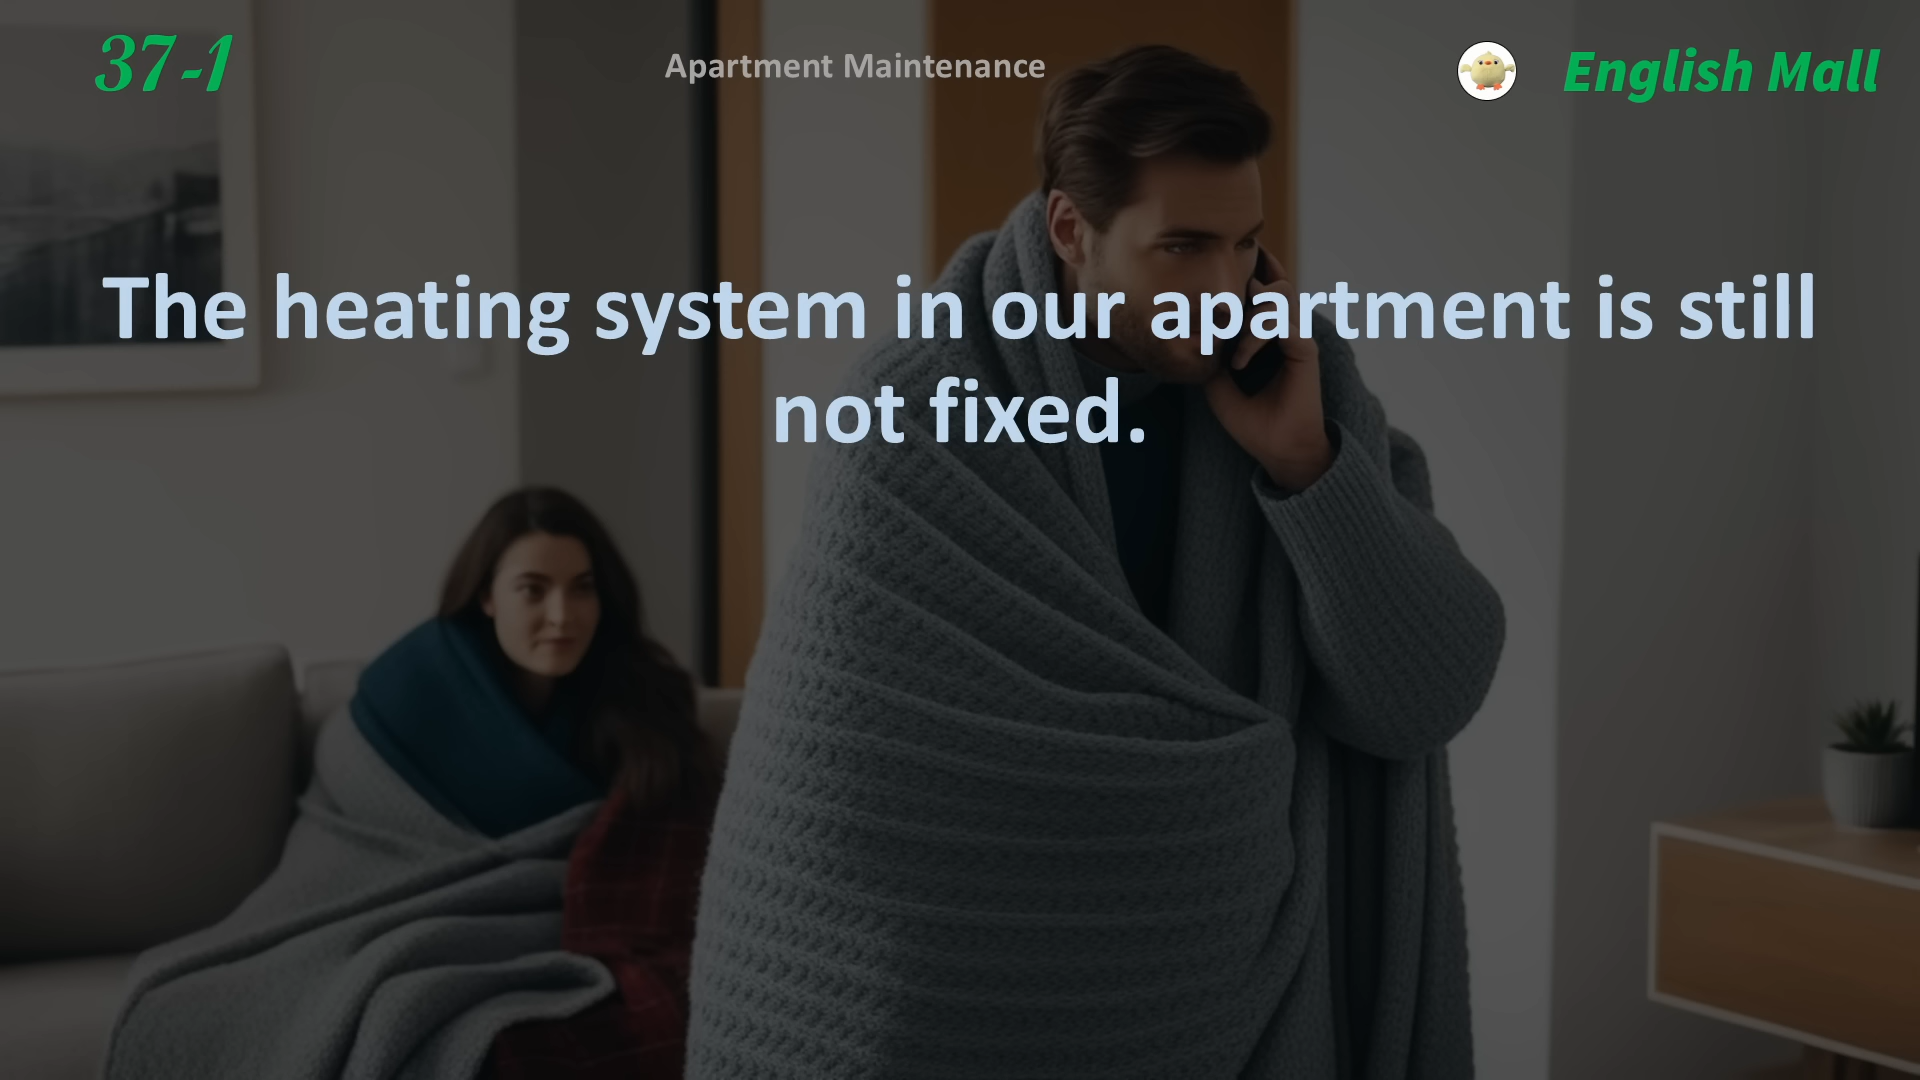 37-1
Apartment Maintenance
English Mall
The heating system in our apartment is still
not fixed.